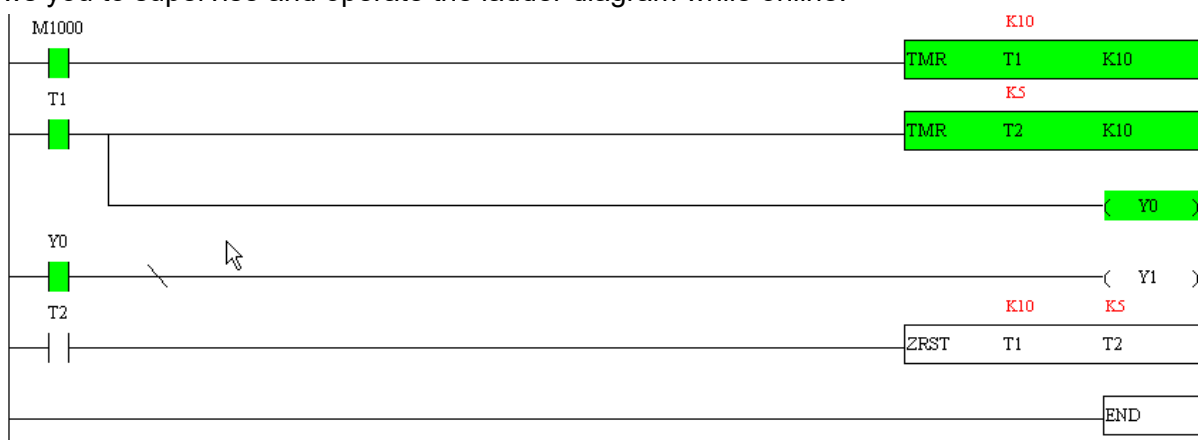 we you to supervise and operate the ladder diagram while online.
M1000 K10
TMR T1 K10
T1 K5
TMR T2 K10
( Y0 )
Y0
( Y1 )
T2 K10 K5
ZRST T1 T2
END